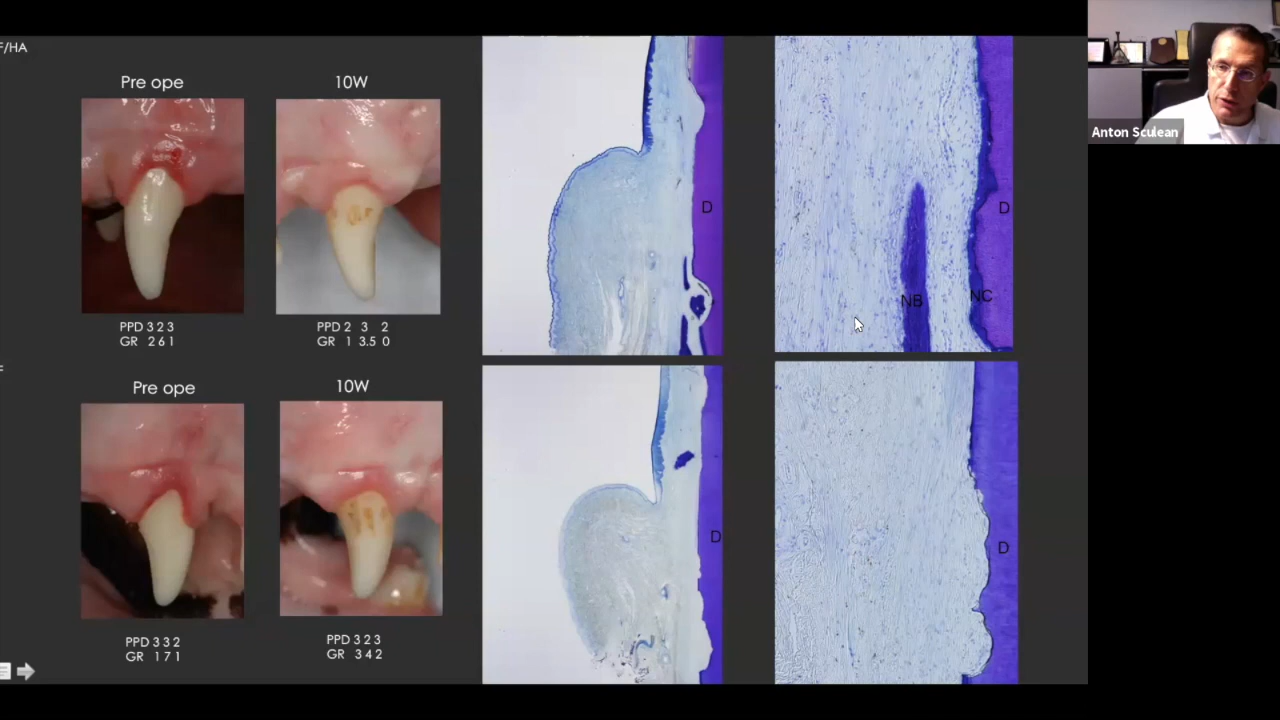 F/HA
Pre ope
10W
PPD 3 2 3
GR 2 6 1
PPD 2 3 2
GR 1 3.5 0
D
NB
NC
D
Pre ope
10W
PPD 3 3 2
GR 1 7 1
PPD 3 2 3
GR 3 4 2
D
D
Anton Sculean